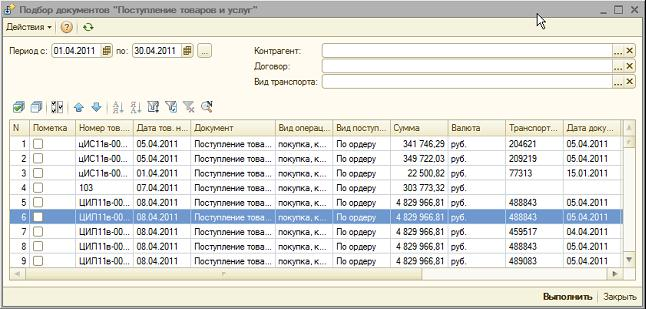 Подбор документов "Поступление товаров и услуг"
Действия
Период с: 01.04.2011 по: 30.04.2011 ... Контрагент: ...
Договор: ...
Вид транспорта: ...
N Пометка Номер тов.... Дата тов. н... Документ Вид операц... Вид поступ... Сумма Валюта Транспорт... Дата доку...
1 цИС11в-00... 05.04.2011 Поступление това... покупка, к... По ордеру 341 746,29 руб. 204621 05.04.2011
2 цИС11в-00... 05.04.2011 Поступление това... покупка, к... По ордеру 349 722,03 руб. 209219 05.04.2011
3 цИС11в-00... 01.04.2011 Поступление това... покупка, к... По ордеру 22 500,82 руб. 77313 15.01.2011
4 103 07.04.2011 Поступление това... покупка, к... По ордеру 303 773,32 руб.
5 ЦИП11в-00... 08.04.2011 Поступление това... покупка, к... По ордеру 4 829 966,81 руб. 488843 05.04.2011
6 ЦИП11в-00... 08.04.2011 Поступление това... покупка, к... По ордеру 4 829 966,81 руб. 488843 05.04.2011
7 ЦИП11в-00... 08.04.2011 Поступление това... покупка, к... По ордеру 4 829 966,81 руб. 459517 04.04.2011
8 ЦИП11в-00... 08.04.2011 Поступление това... покупка, к... По ордеру 4 829 966,81 руб. 488843 05.04.2011
9 ЦИП11в-00... 08.04.2011 Поступление това... покупка, к... По ордеру 4 829 966,81 руб. 489083 05.04.2011
Выполнить Закрыть